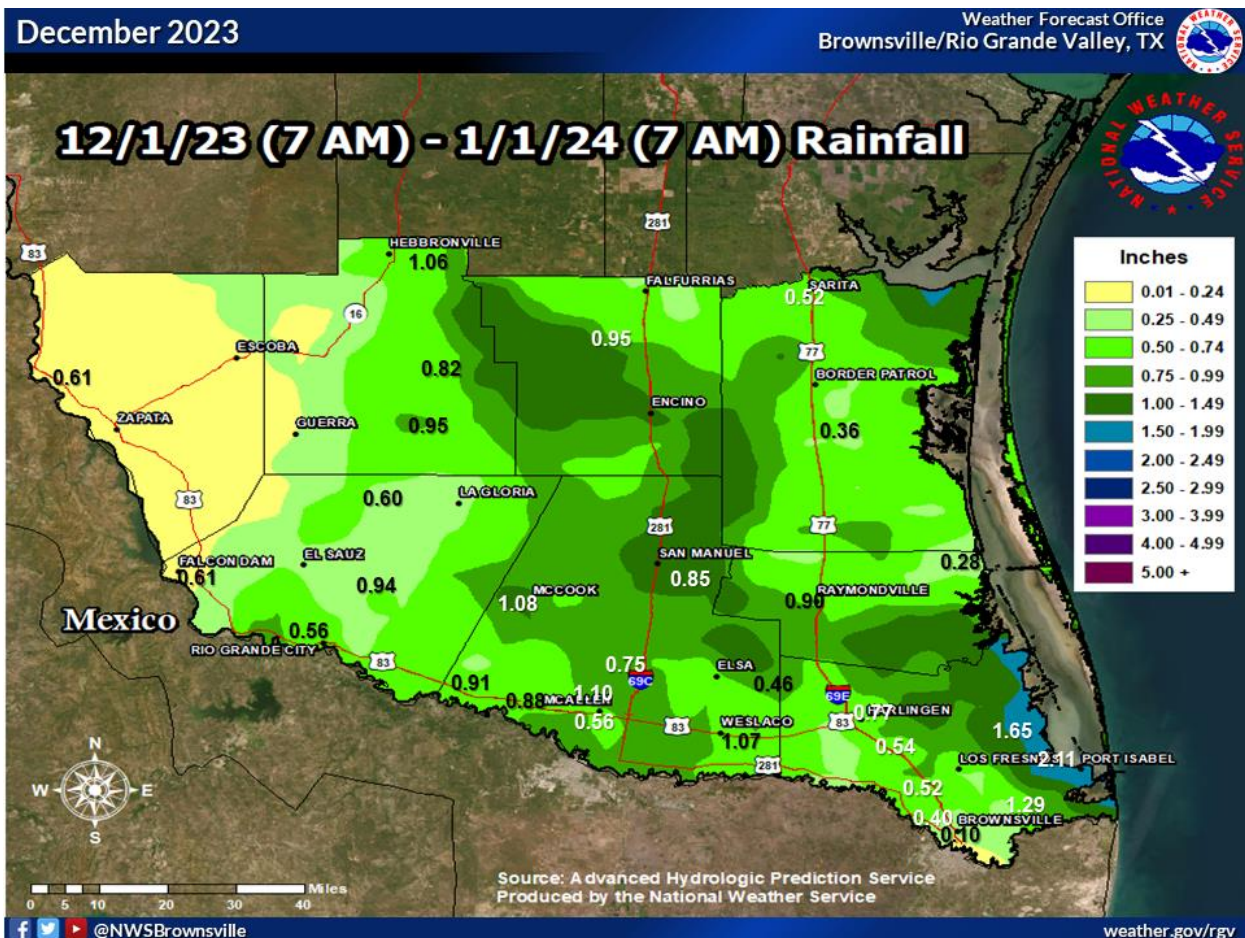 December 2023
Weather Forecast Office
Brownsville/Rio Grande Valley, TX
12/1/23 (7 AM) - 1/1/24 (7 AM) Rainfall
NATIONAL WEATHER SERVICE
Inches
0.01 - 0.24
0.25 - 0.49
0.50 - 0.74
0.75 - 0.99
1.00 - 1.49
1.50 - 1.99
2.00 - 2.49
2.50 - 2.99
3.00 - 3.99
4.00 - 4.99
5.00 +
281
83
HEBBRONVILLE
1.06
FALFURRIAS
SARITA
0.52
16
0.95
ESCOBA
77
0.61
0.82
BORDER PATROL
ZAPATA
GUERRA
0.95
ENCINO
0.36
83
0.60
LA GLORIA
281
77
FALCON DAM
0.61
EL SAUZ
SAN MANUEL
0.28
0.94
0.85
1.08
MCCOOK
0.90
RAYMONDVILLE
Mexico
0.56
RIO GRANDE CITY
83
0.75
69C
ELSA
0.91
0.46
69E
0.88
1.10
MCALLEN
0.56
83
WESLACO
1.07
0.77
HARLINGEN
83
0.54
1.65
281
LOS FRESNOS
2.11
PORT ISABEL
0.52
1.29
0.40
BROWNSVILLE
0.10
N
W E
S
Miles
0 5 10 20 30 40
Source: Advanced Hydrologic Prediction Service
Produced by the National Weather Service
@NWSBrownsville
weather.gov/rgv